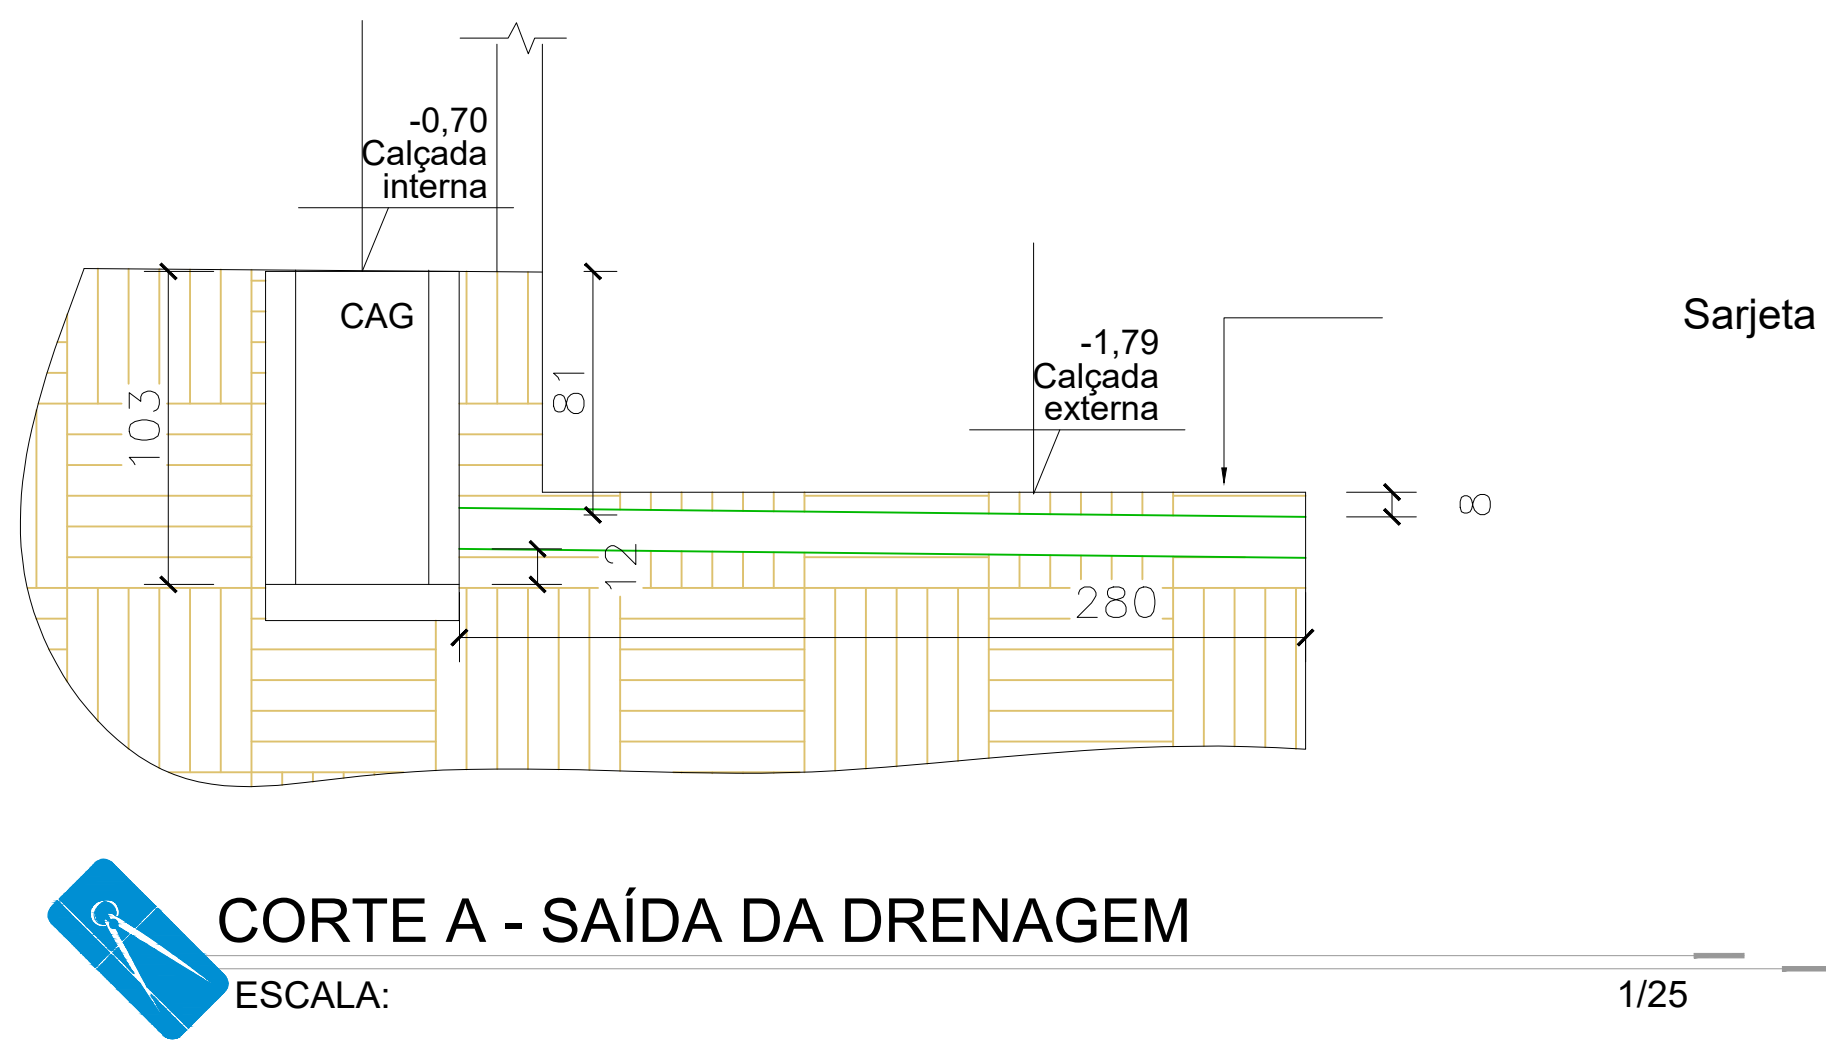 -0,70
Calçada
interna
CAG
103
81
-1,79
Calçada
externa
Sarjeta
8
12
280
CORTE A - SAÍDA DA DRENAGEM
ESCALA:
1/25